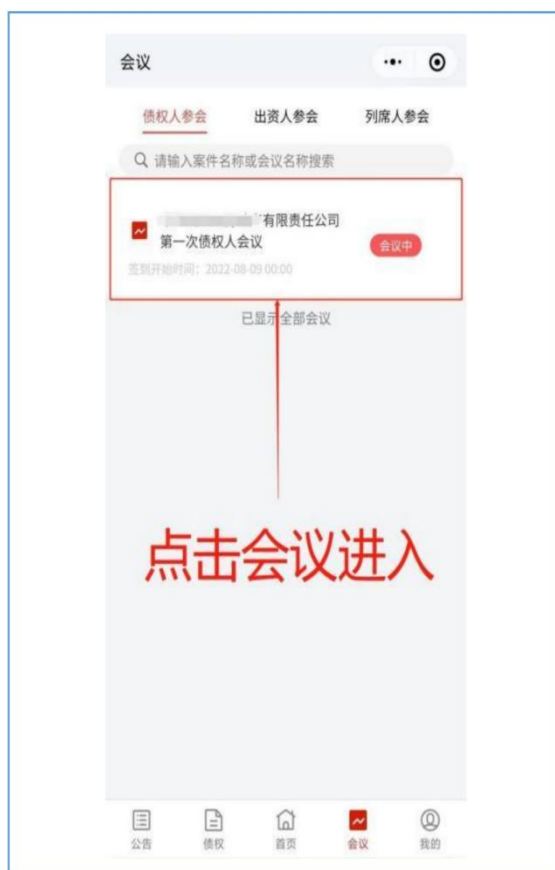 会议
债权人参会 出资人参会 列席人参会
请输入案件名称或会议名称搜索
有限责任公司
第一次债权人会议
会议中
签到开始时间：2022-08-09 00:00
已显示全部会议
点击会议进入
公告 债权 首页 会议 我的